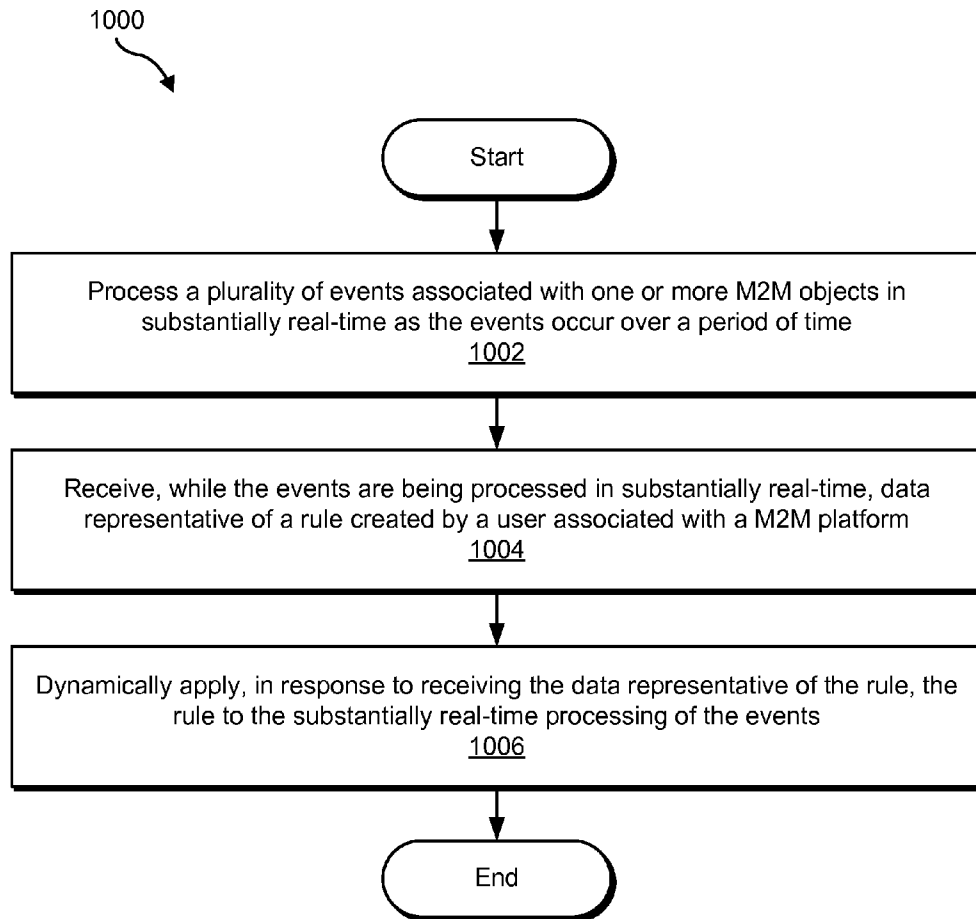 1000
Start
Process a plurality of events associated with one or more M2M objects in
substantially real-time as the events occur over a period of time
1002
Receive, while the events are being processed in substantially real-time, data
representative of a rule created by a user associated with a M2M platform
1004
Dynamically apply, in response to receiving the data representative of the rule, the
rule to the substantially real-time processing of the events
1006
End